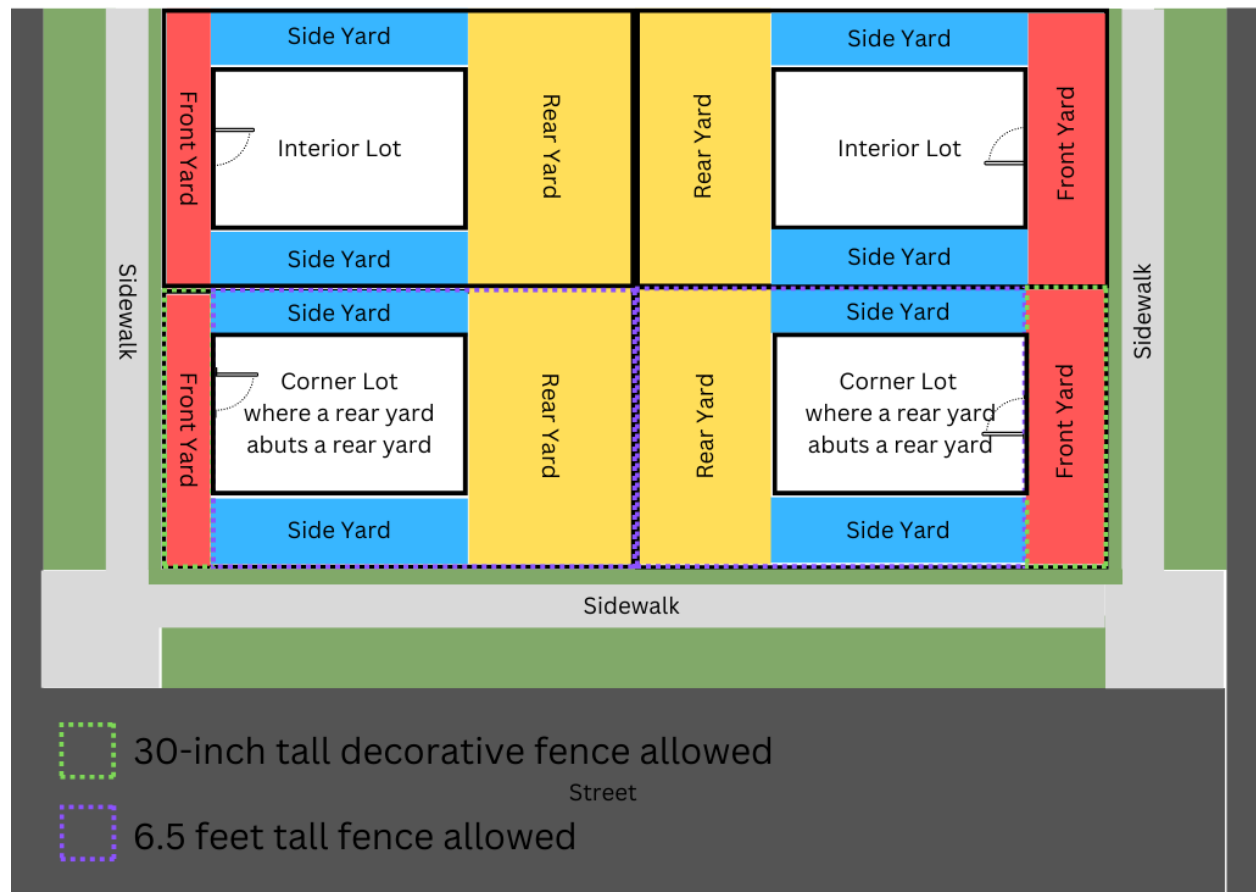 Side Yard
Side Yard
Front Yard
Interior Lot
Rear Yard
Rear Yard
Interior Lot
Front Yard
Side Yard
Side Yard
Sidewalk
Sidewalk
Side Yard
Side Yard
Front Yard
Corner Lot
where a rear yard
abuts a rear yard
Rear Yard
Rear Yard
Corner Lot
where a rear yard
abuts a rear yard
Front Yard
Side Yard
Side Yard
Sidewalk
30-inch tall decorative fence allowed
Street
6.5 feet tall fence allowed